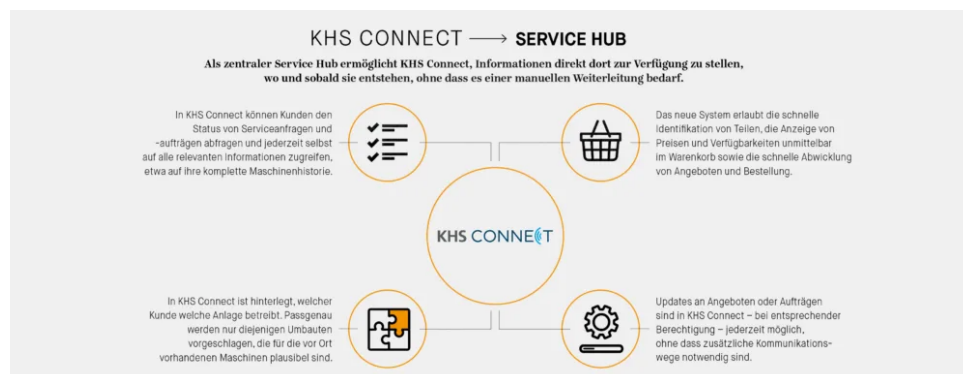 KHS CONNECT → SERVICE HUB
Als zentraler Service Hub ermöglicht KHS Connect, Informationen direkt dort zur Verfügung zu stellen,
wo und sobald sie entstehen, ohne dass es einer manuellen Weiterleitung bedarf.
In KHS Connect können Kunden den
Status von Serviceanfragen und
-aufträgen abfragen und jederzeit selbst
auf alle relevanten Informationen zugreifen,
etwa auf ihre komplette Maschinenhistorie.
Das neue System erlaubt die schnelle
Identifikation von Teilen, die Anzeige von
Preisen und Verfügbarkeiten unmittelbar
im Warenkorb sowie die schnelle Abwicklung
von Angeboten und Bestellung.
KHS CONNECT
In KHS Connect ist hinterlegt, welcher
Kunde welche Anlage betreibt. Passgenau
werden nur diejenigen Umbauten
vorgeschlagen, die für die vor Ort
vorhandenen Maschinen plausibel sind.
Updates an Angeboten oder Aufträgen
sind in KHS Connect – bei entsprechender
Berechtigung – jederzeit möglich,
ohne dass zusätzliche Kommunikations-
wege notwendig sind.